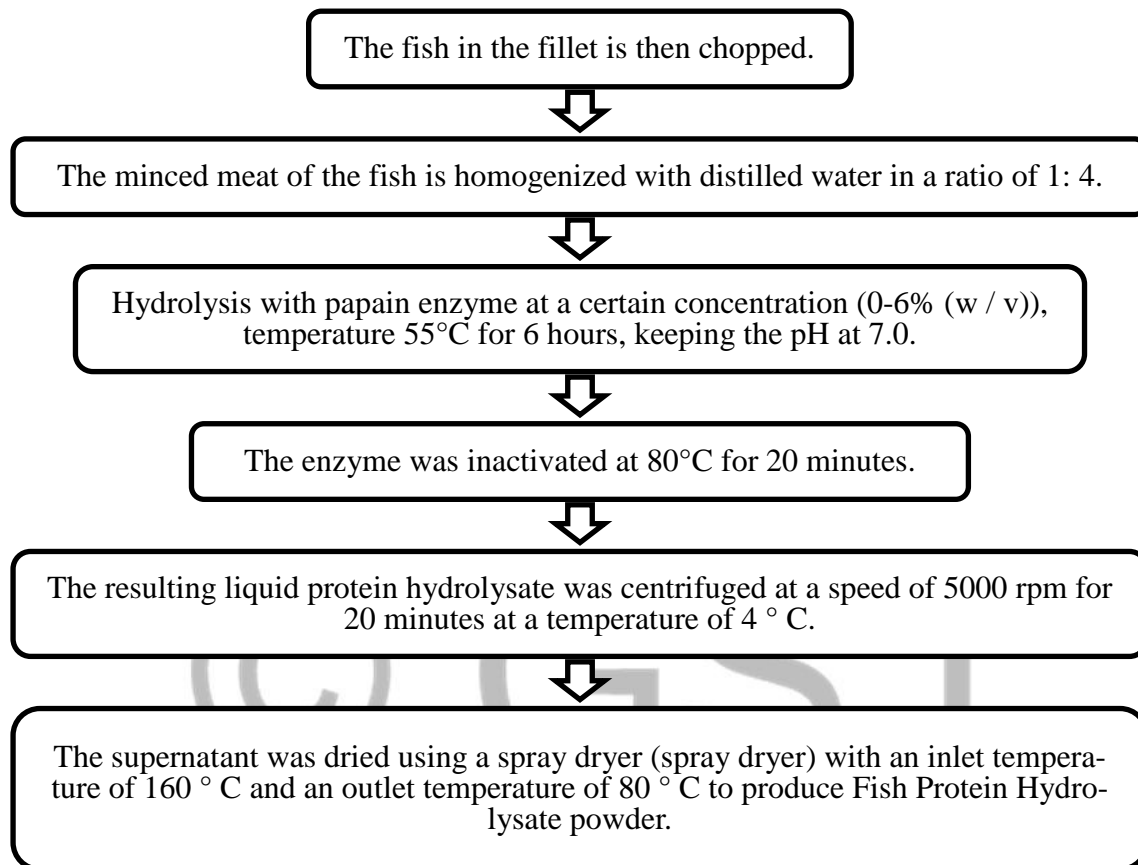 The fish in the fillet is then chopped.
The minced meat of the fish is homogenized with distilled water in a ratio of 1: 4.
Hydrolysis with papain enzyme at a certain concentration (0-6% (w / v)),
temperature 55°C for 6 hours, keeping the pH at 7.0.
The enzyme was inactivated at 80°C for 20 minutes.
The resulting liquid protein hydrolysate was centrifuged at a speed of 5000 rpm for
20 minutes at a temperature of 4 ° C.
© GSJ
The supernatant was dried using a spray dryer (spray dryer) with an inlet tempera-
ture of 160 ° C and an outlet temperature of 80 ° C to produce Fish Protein Hydro-
lysate powder.